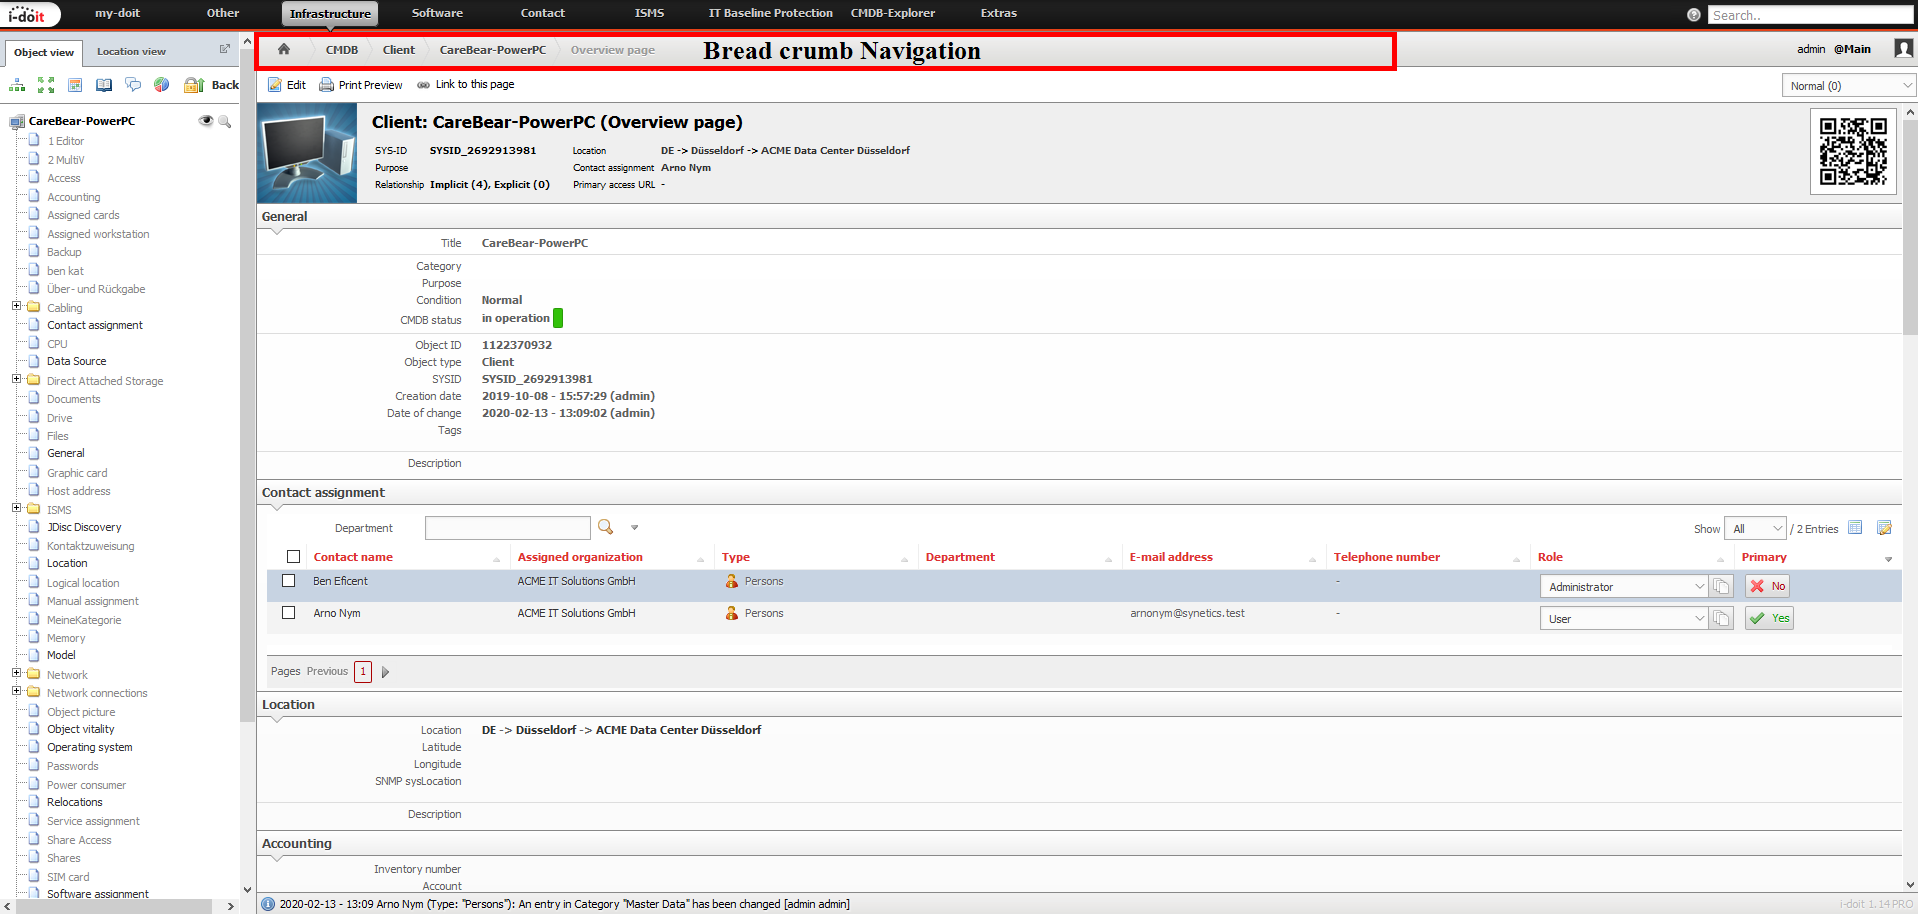 i-doit
my-doit Other Infrastructure Software Contact ISMS IT Baseline Protection CMDB-Explorer Extras Search..
Object view Location view
CMDB Client CareBear-PowerPC Overview page Bread crumb Navigation
admin @Main
Back
Edit Print Preview Link to this page
Normal (0)
CareBear-PowerPC
1 Editor
2 MultiV
Access
Accounting
Assigned cards
Assigned workstation
Backup
ben kat
Über- und Rückgabe
Cabling
Contact assignment
CPU
Data Source
Direct Attached Storage
Documents
Drive
Files
General
Graphic card
Host address
ISMS
JDisc Discovery
Kontaktzuweisung
Location
Logical location
Manual assignment
MeineKategorie
Memory
Model
Network
Network connections
Object picture
Object vitality
Operating system
Passwords
Power consumer
Relocations
Service assignment
Share Access
Shares
SIM card
Software assignment
Client: CareBear-PowerPC (Overview page)
SYS-ID SYSID_2692913981 Location DE -> Düsseldorf -> ACME Data Center Düsseldorf
Purpose Contact assignment Arno Nym
Relationship Implicit (4), Explicit (0) Primary access URL -
General
Title CareBear-PowerPC
Category
Purpose
Condition Normal
CMDB status in operation
Object ID 1122370932
Object type Client
SYSID SYSID_2692913981
Creation date 2019-10-08 - 15:57:29 (admin)
Date of change 2020-02-13 - 13:09:02 (admin)
Tags
Description
Contact assignment
Department Show All / 2 Entries
Contact name Assigned organization Type Department E-mail address Telephone number Role Primary
Ben Eficent ACME IT Solutions GmbH Persons - Administrator No
Arno Nym ACME IT Solutions GmbH Persons arnonym@synetics.test - User Yes
Pages Previous 1
Location
Location DE -> Düsseldorf -> ACME Data Center Düsseldorf
Latitude
Longitude
SNMP sysLocation
Description
Accounting
Inventory number
Account
2020-02-13 - 13:09 Arno Nym (Type: "Persons"): An entry in Category "Master Data" has been changed [admin admin]
i-doit 1.14 PRO